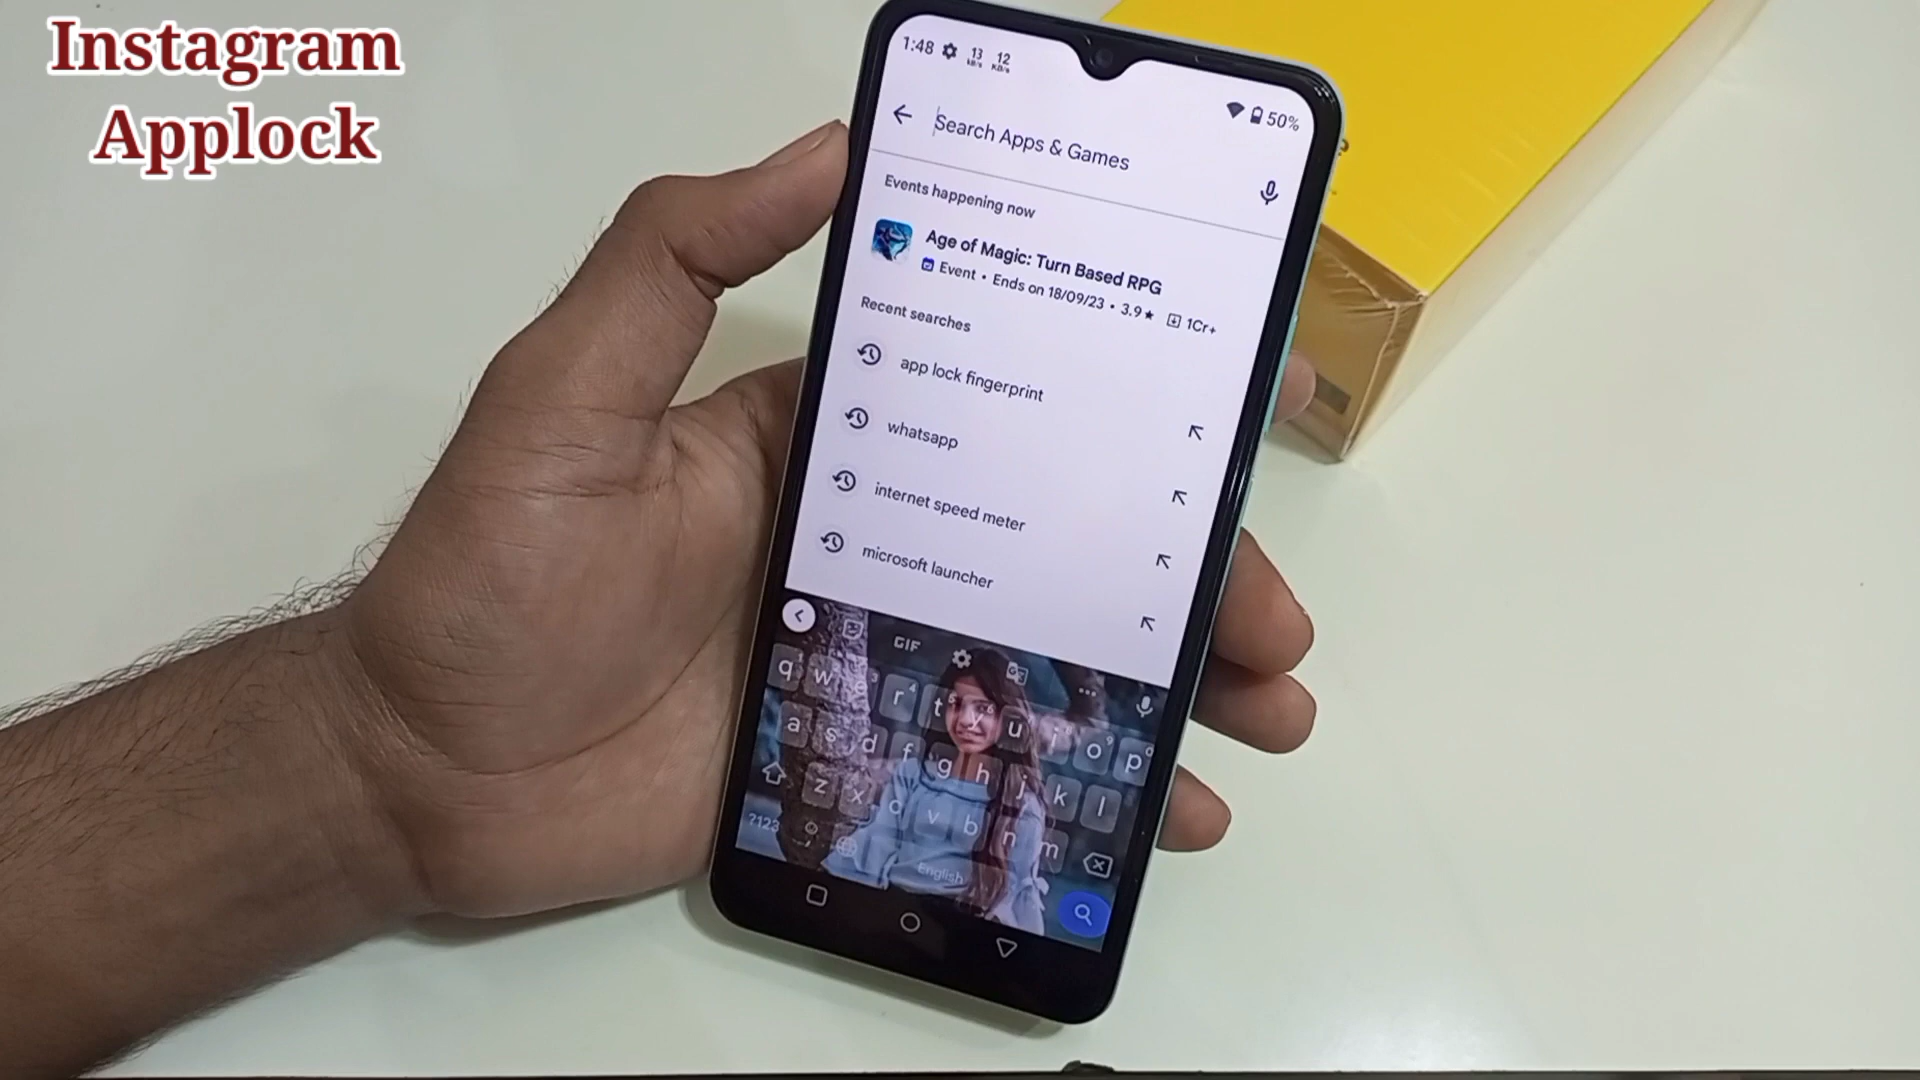 Instagram
Applock
1:48 13 kB/s 12 KB/s 50%
Search Apps & Games
Events happening now
Age of Magic: Turn Based RPG
Event • Ends on 18/09/23 • 3.9★ 1Cr+
Recent searches
app lock fingerprint
whatsapp
internet speed meter
microsoft launcher
GIF
q w e r t y u i o p
a s d f g h j k l
z x c v b n m
?123 English